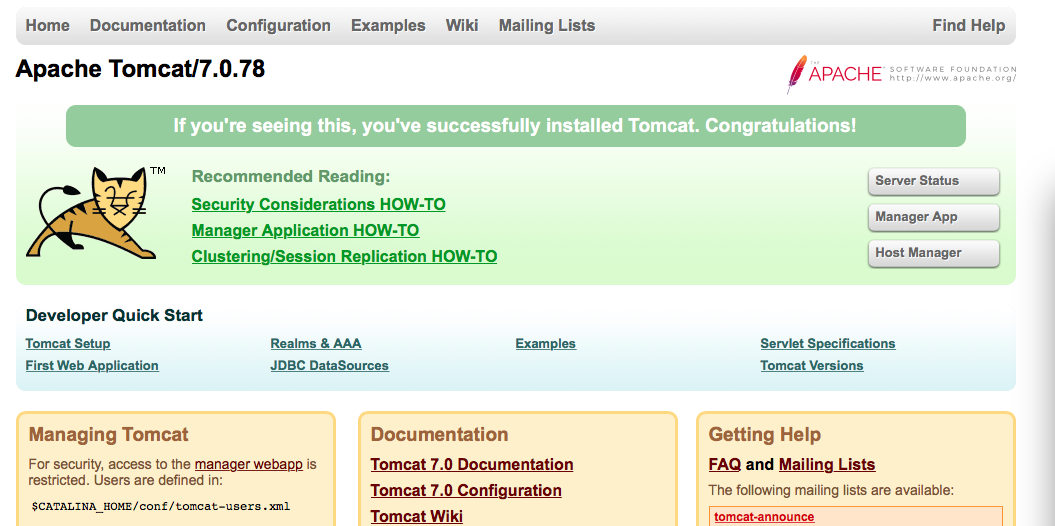 Home Documentation Configuration Examples Wiki Mailing Lists Find Help
Apache Tomcat/7.0.78
THE
APACHE SOFTWARE FOUNDATION
http://www.apache.org/
If you're seeing this, you've successfully installed Tomcat. Congratulations!
TM
Recommended Reading:
Security Considerations HOW-TO
Manager Application HOW-TO
Clustering/Session Replication HOW-TO
Server Status
Manager App
Host Manager
Developer Quick Start
Tomcat Setup Realms & AAA Examples Servlet Specifications
First Web Application JDBC DataSources Tomcat Versions
Managing Tomcat
For security, access to the manager webapp is
restricted. Users are defined in:
$CATALINA_HOME/conf/tomcat-users.xml
Documentation
Tomcat 7.0 Documentation
Tomcat 7.0 Configuration
Tomcat Wiki
Getting Help
FAQ and Mailing Lists
The following mailing lists are available:
tomcat-announce